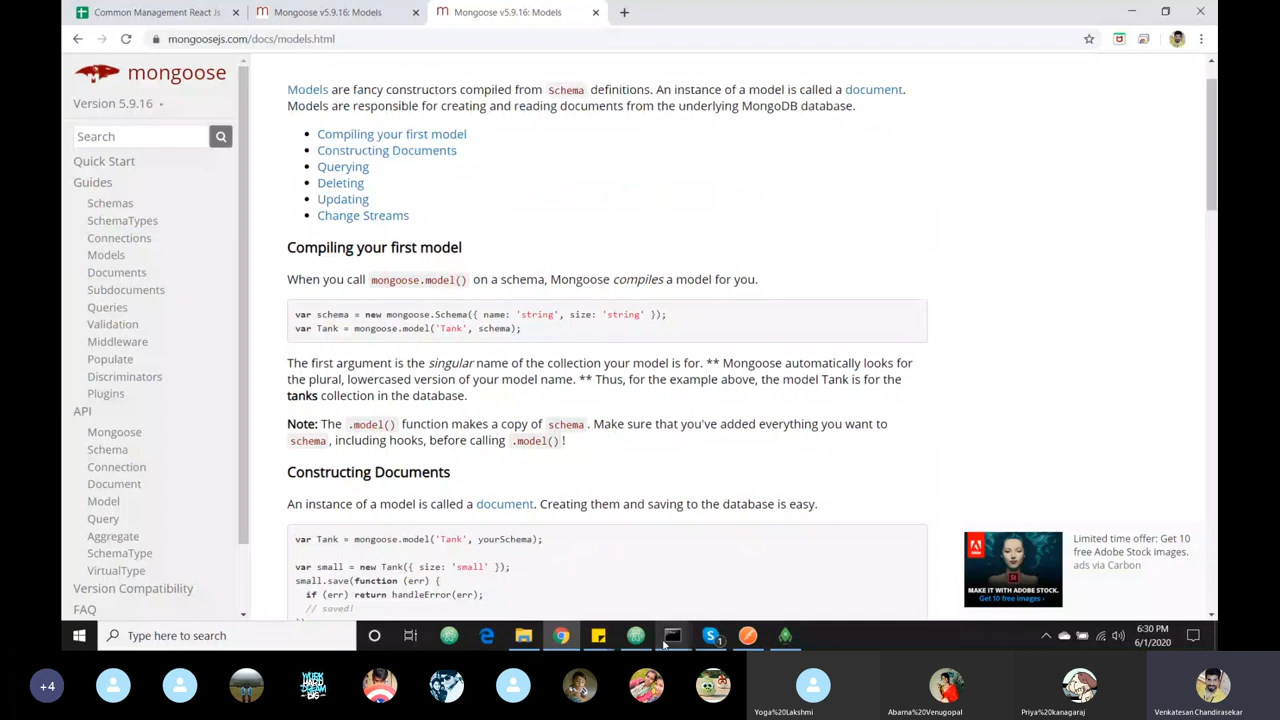 Common Management React Js
Mongoose v5.9.16: Models
Mongoose v5.9.16: Models
mongoosejs.com/docs/models.html
mongoose
Version 5.9.16
Search
Quick Start
Guides
Schemas
SchemaTypes
Connections
Models
Documents
Subdocuments
Queries
Validation
Middleware
Populate
Discriminators
Plugins
API
Mongoose
Schema
Connection
Document
Model
Query
Aggregate
SchemaType
VirtualType
Version Compatibility
FAQ
Models are fancy constructors compiled from Schema definitions. An instance of a model is called a document.
Models are responsible for creating and reading documents from the underlying MongoDB database.
Compiling your first model
Constructing Documents
Querying
Deleting
Updating
Change Streams
Compiling your first model
When you call mongoose.model() on a schema, Mongoose compiles a model for you.
var schema = new mongoose.Schema({ name: 'string', size: 'string' });
var Tank = mongoose.model('Tank', schema);
The first argument is the singular name of the collection your model is for. ** Mongoose automatically looks for
the plural, lowercased version of your model name. ** Thus, for the example above, the model Tank is for the
tanks collection in the database.
Note: The .model() function makes a copy of schema. Make sure that you've added everything you want to
schema, including hooks, before calling .model()!
Constructing Documents
An instance of a model is called a document. Creating them and saving to the database is easy.
var Tank = mongoose.model('Tank', yourSchema);
var small = new Tank({ size: 'small' });
small.save(function (err) {
if (err) return handleError(err);
// saved!
Limited time offer: Get 10
free Adobe Stock images.
ads via Carbon
MAKE IT WITH ADOBE STOCK.
Get 10 free images ›
Type here to search
1
6:30 PM
6/1/2020
+4
Yoga%20Lakshmi
Abarna%20Venugopal
Priya%20kanagaraj
Venkatesan Chandirasekar